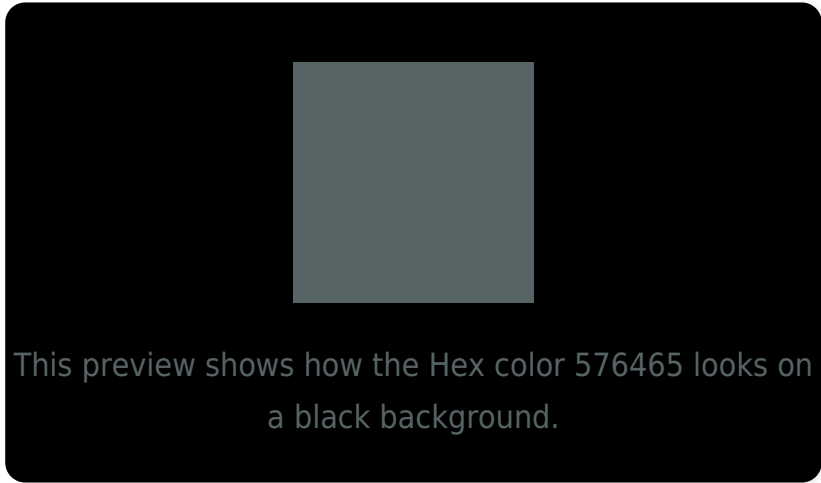 This preview shows how the Hex color 576465 looks on
a black background.